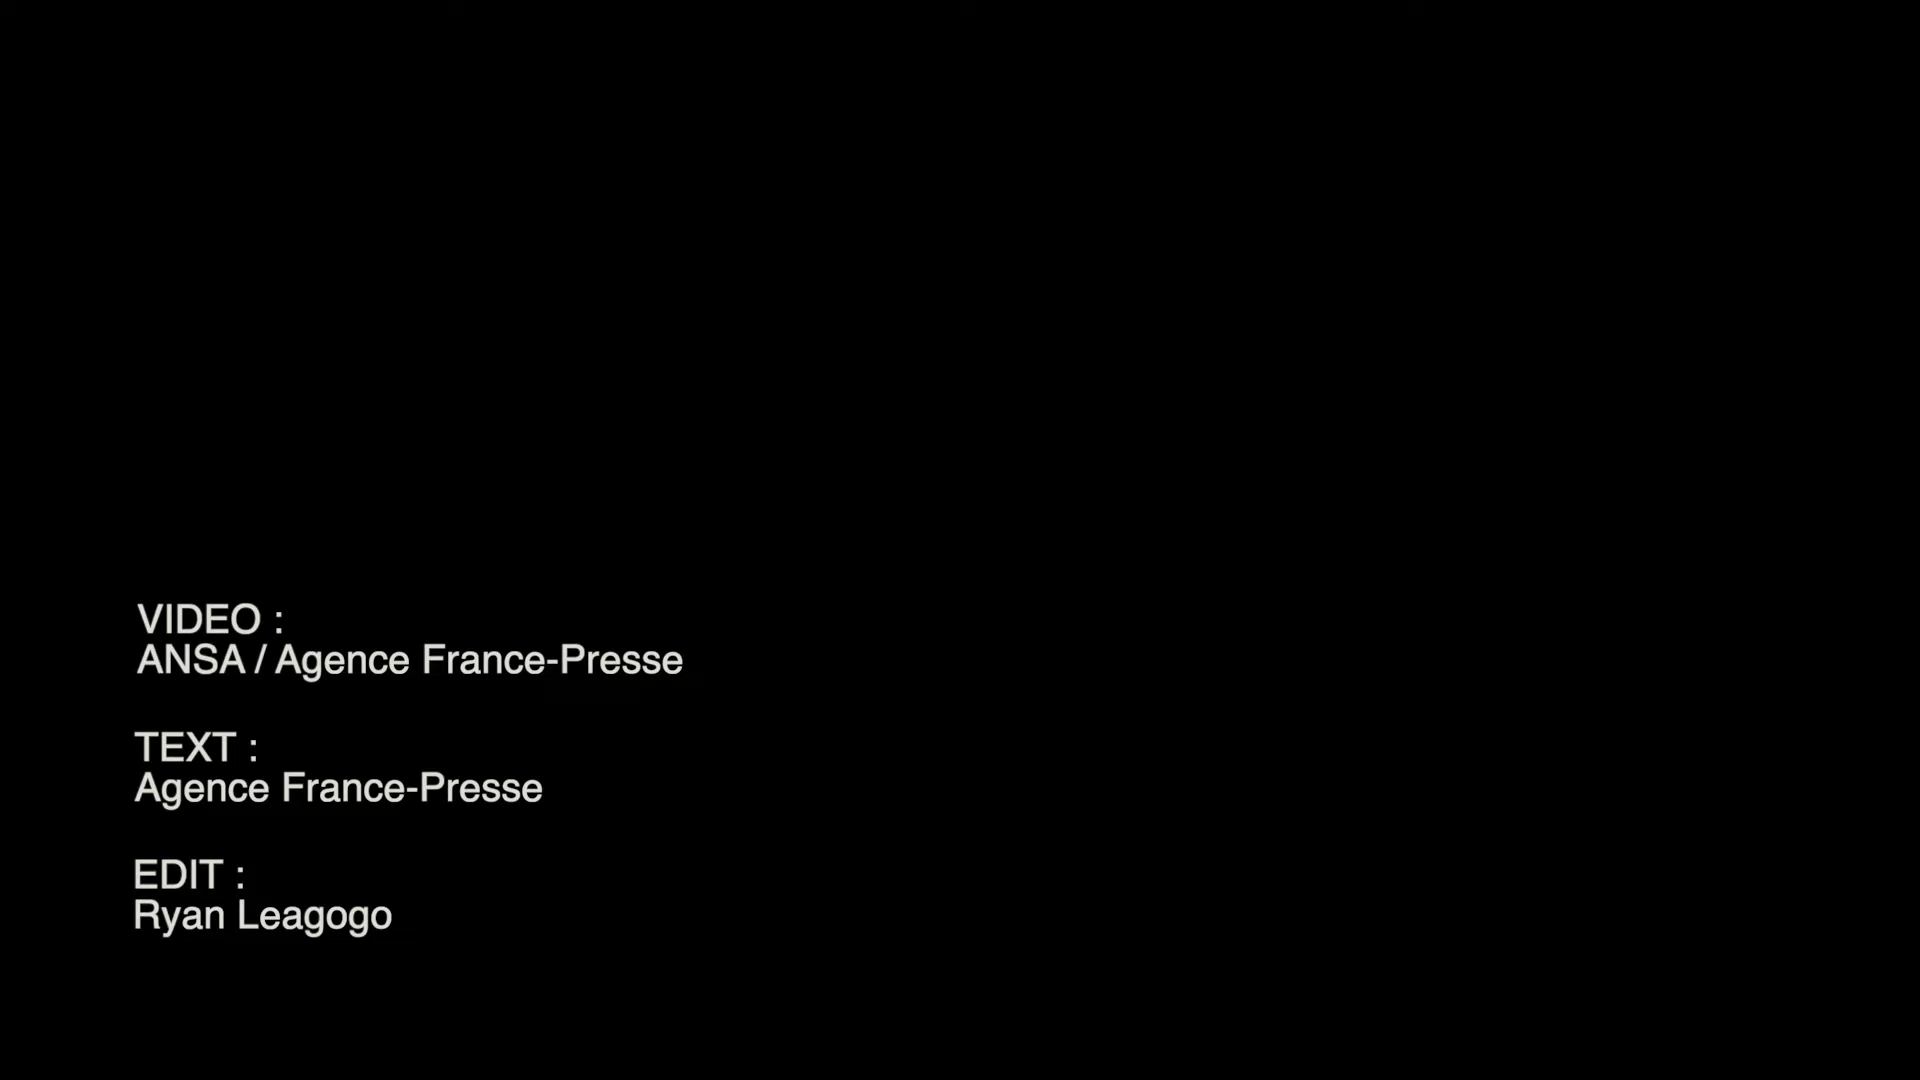 VIDEO :
ANSA / Agence France-Presse
TEXT :
Agence France-Presse
EDIT :
Ryan Leagogo